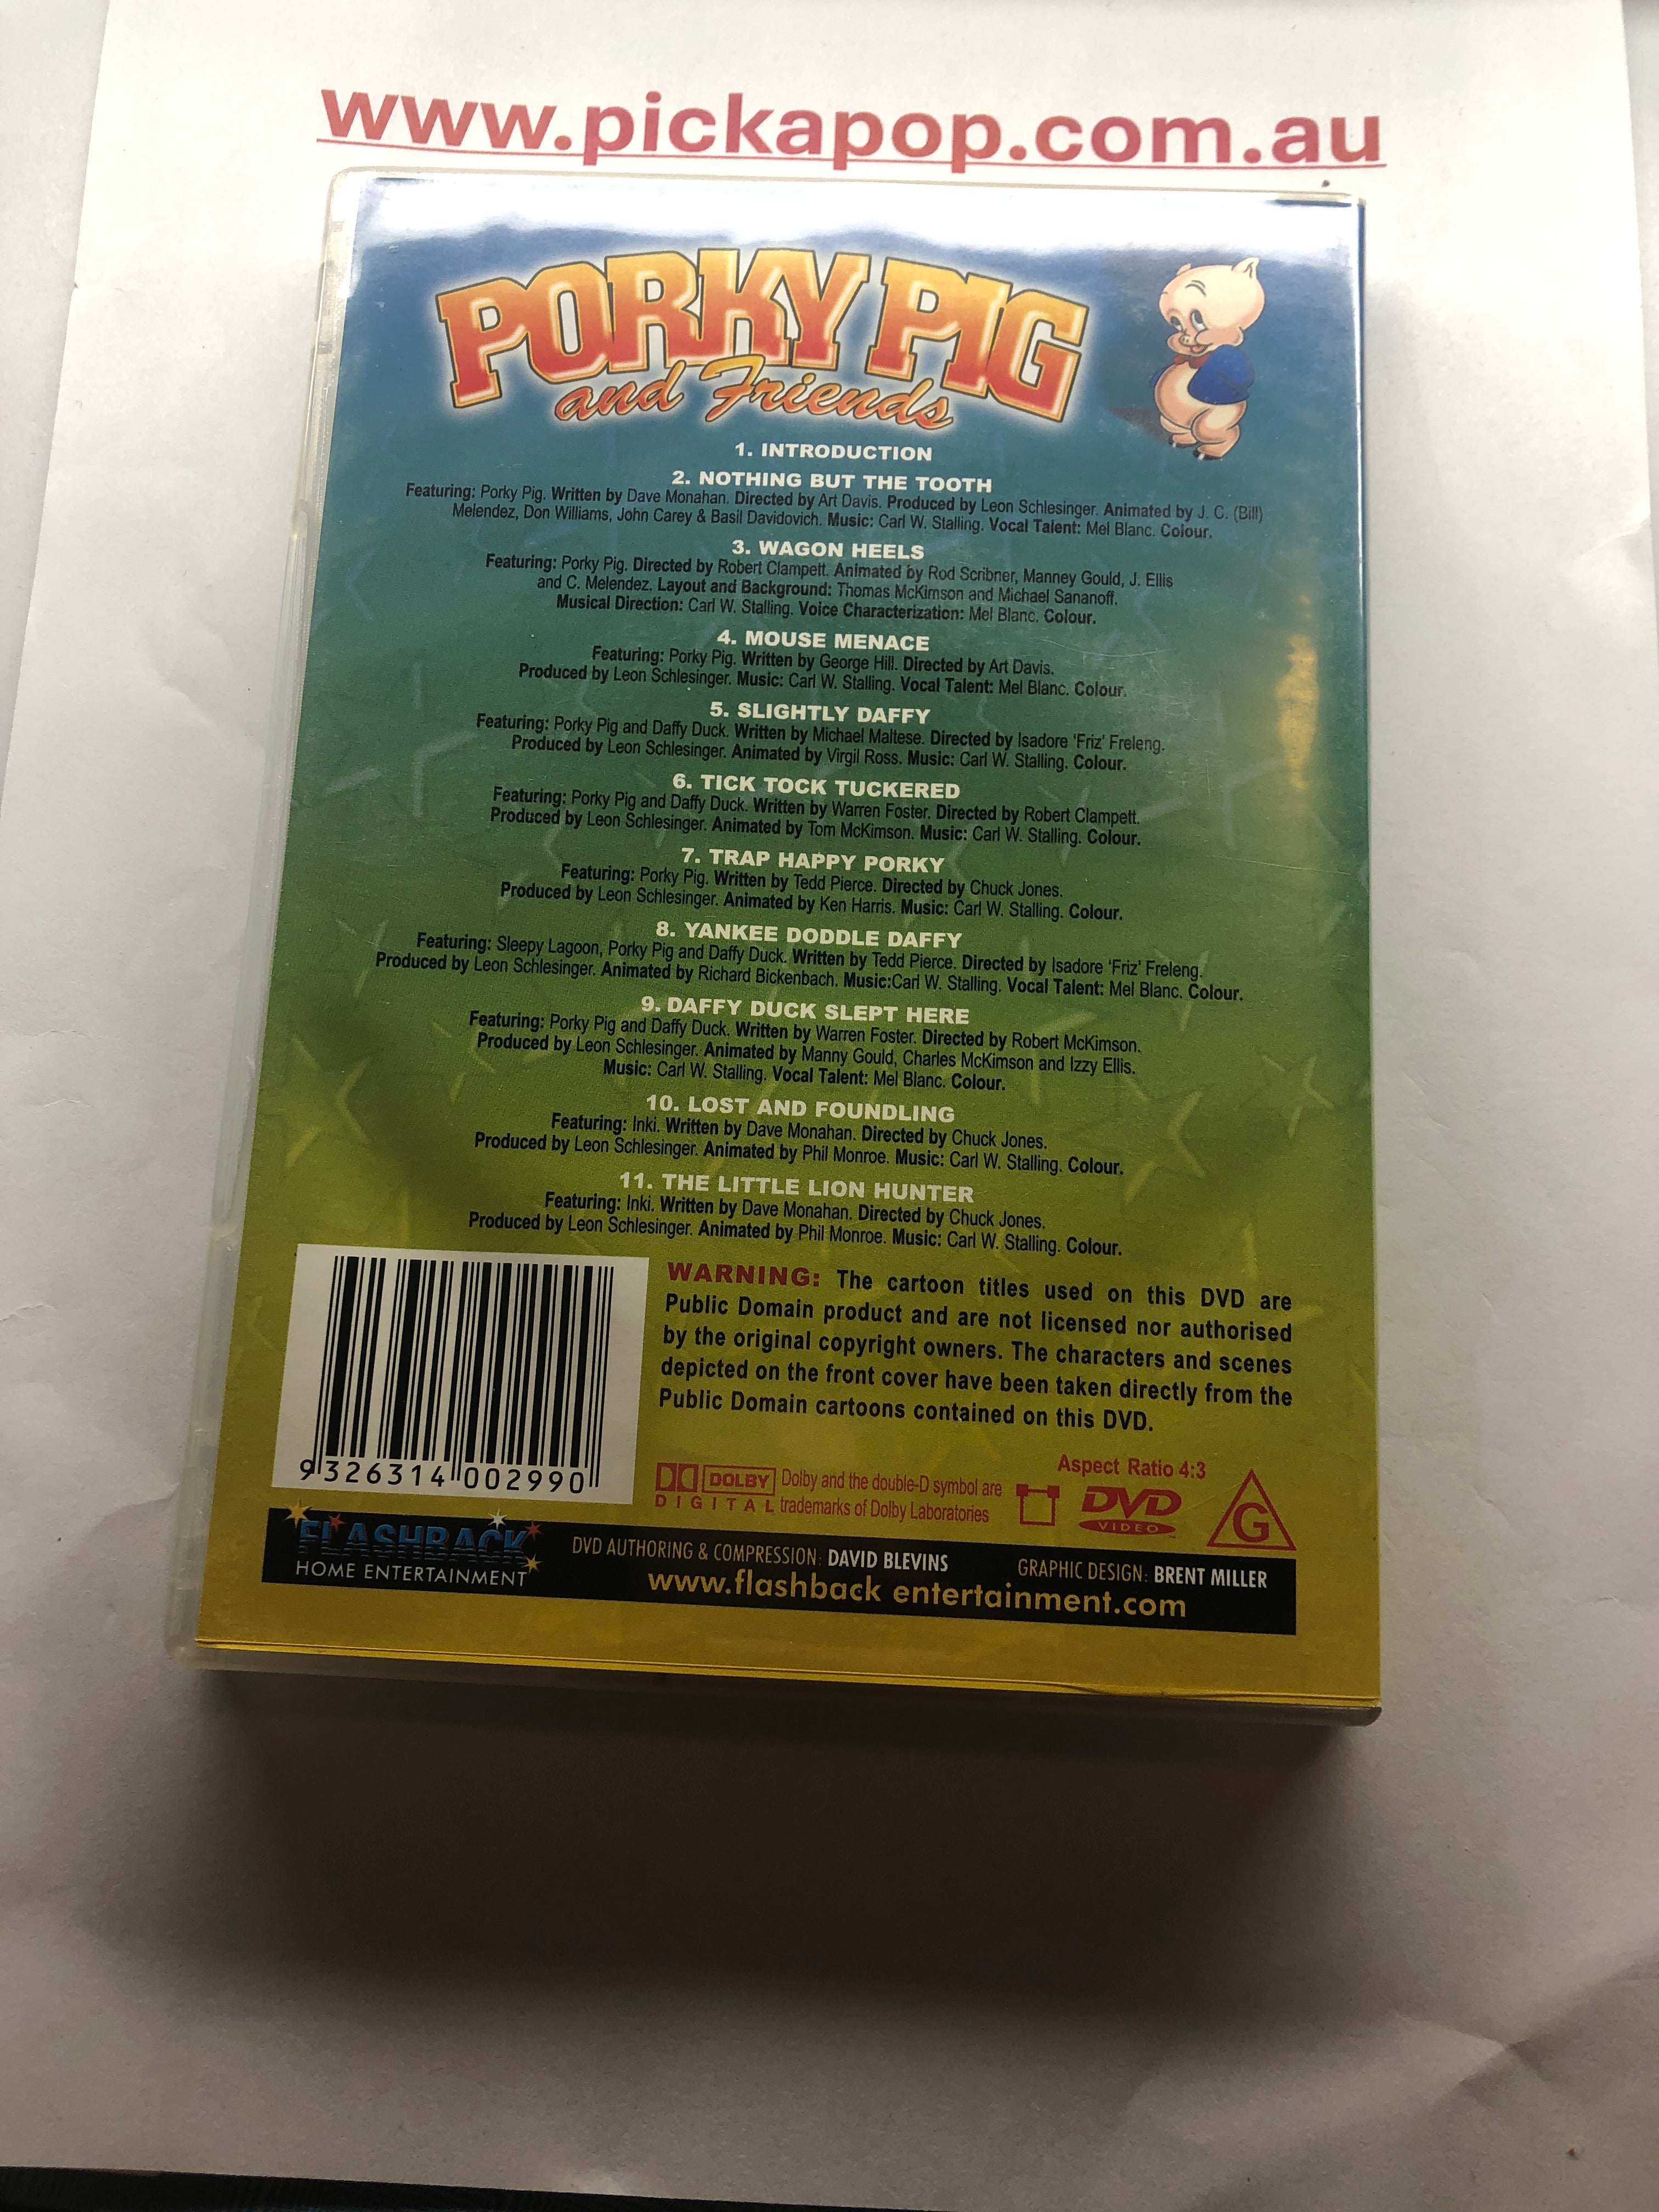 www.pickapop.com.au
PORKY PIG
and Friends
1. INTRODUCTION
2. NOTHING BUT THE TOOTH
Featuring: Porky Pig. Written by Dave Monahan. Directed by Art Davis. Produced by Leon Schlesinger. Animated by J. C. (Bill)
Melendez, Don Williams, John Carey & Basil Davidovich. Music: Carl W. Stalling. Vocal Talent: Mel Blanc. Colour.
3. WAGON HEELS
Featuring: Porky Pig. Directed by Robert Clampett. Animated by Rod Scribner, Manney Gould, J. Ellis
and C. Melendez. Layout and Background: Thomas McKimson and Michael Sananoff.
Musical Direction: Carl W. Stalling. Voice Characterization: Mel Blanc. Colour.
4. MOUSE MENACE
Featuring: Porky Pig. Written by George Hill. Directed by Art Davis.
Produced by Leon Schlesinger. Music: Carl W. Stalling. Vocal Talent: Mel Blanc. Colour.
5. SLIGHTLY DAFFY
Featuring: Porky Pig and Daffy Duck. Written by Michael Maltese. Directed by Isadore 'Friz' Freleng.
Produced by Leon Schlesinger. Animated by Virgil Ross. Music: Carl W. Stalling. Colour.
6. TICK TOCK TUCKERED
Featuring: Porky Pig and Daffy Duck. Written by Warren Foster. Directed by Robert Clampett.
Produced by Leon Schlesinger. Animated by Tom McKimson. Music: Carl W. Stalling. Colour.
7. TRAP HAPPY PORKY
Featuring: Porky Pig. Written by Tedd Pierce. Directed by Chuck Jones.
Produced by Leon Schlesinger. Animated by Ken Harris. Music: Carl W. Stalling. Colour.
8. YANKEE DODDLE DAFFY
Featuring: Sleepy Lagoon, Porky Pig and Daffy Duck. Written by Tedd Pierce. Directed by Isadore 'Friz' Freleng.
Produced by Leon Schlesinger. Animated by Richard Bickenbach. Music:Carl W. Stalling. Vocal Talent: Mel Blanc. Colour.
9. DAFFY DUCK SLEPT HERE
Featuring: Porky Pig and Daffy Duck. Written by Warren Foster. Directed by Robert McKimson.
Produced by Leon Schlesinger. Animated by Manny Gould, Charles McKimson and Izzy Ellis.
Music: Carl W. Stalling. Vocal Talent: Mel Blanc. Colour.
10. LOST AND FOUNDLING
Featuring: Inki. Written by Dave Monahan. Directed by Chuck Jones.
Produced by Leon Schlesinger. Animated by Phil Monroe. Music: Carl W. Stalling. Colour.
11. THE LITTLE LION HUNTER
Featuring: Inki. Written by Dave Monahan. Directed by Chuck Jones.
Produced by Leon Schlesinger. Animated by Phil Monroe. Music: Carl W. Stalling. Colour.
WARNING: The cartoon titles used on this DVD are
Public Domain product and are not licensed nor authorised
by the original copyright owners. The characters and scenes
depicted on the front cover have been taken directly from the
Public Domain cartoons contained on this DVD.
9 326314 002990
DOLBY
DIGITAL
Dolby and the double-D symbol are
trademarks of Dolby Laboratories
Aspect Ratio 4:3
DVD
VIDEO
G
FLASHBACK
HOME ENTERTAINMENT
DVD AUTHORING & COMPRESSION: DAVID BLEVINS
GRAPHIC DESIGN: BRENT MILLER
www.flashback entertainment.com